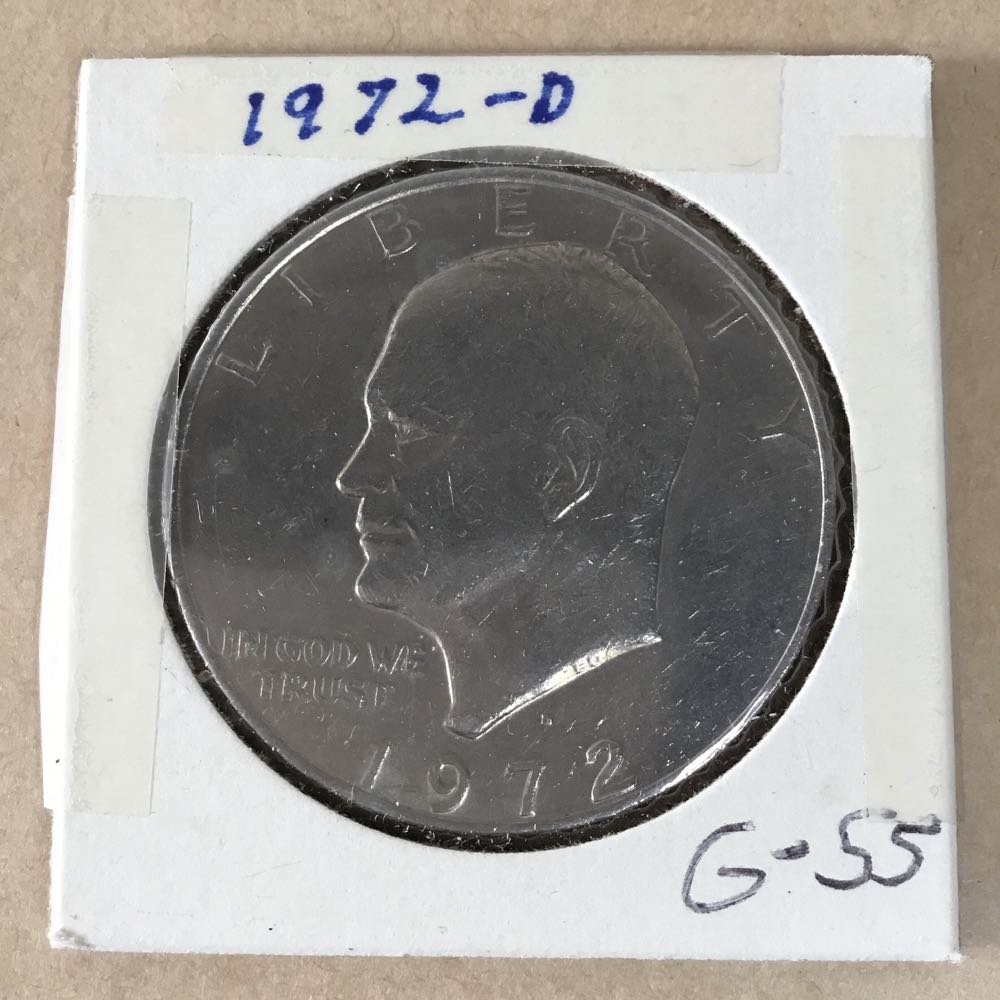 1972-D
LIBERTY
IN GOD WE
TRUST
D
1972
G-55